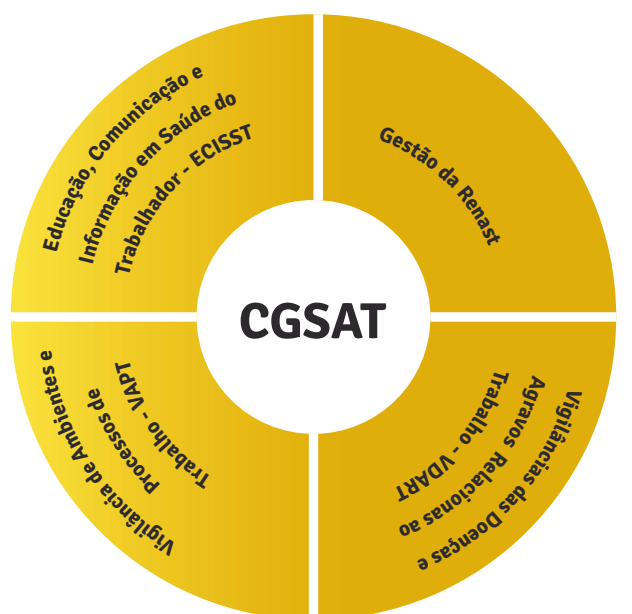 Educação, Comunicação e
Informação em Saúde do
Trabalhador - ECISST
Gestão da Renast
CGSAT
Vigilância de Ambientes e
Processos de
Trabalho - VAPT
Vigilâncias das Doenças e
Agravos Relacionas ao
Trabalho - VDART